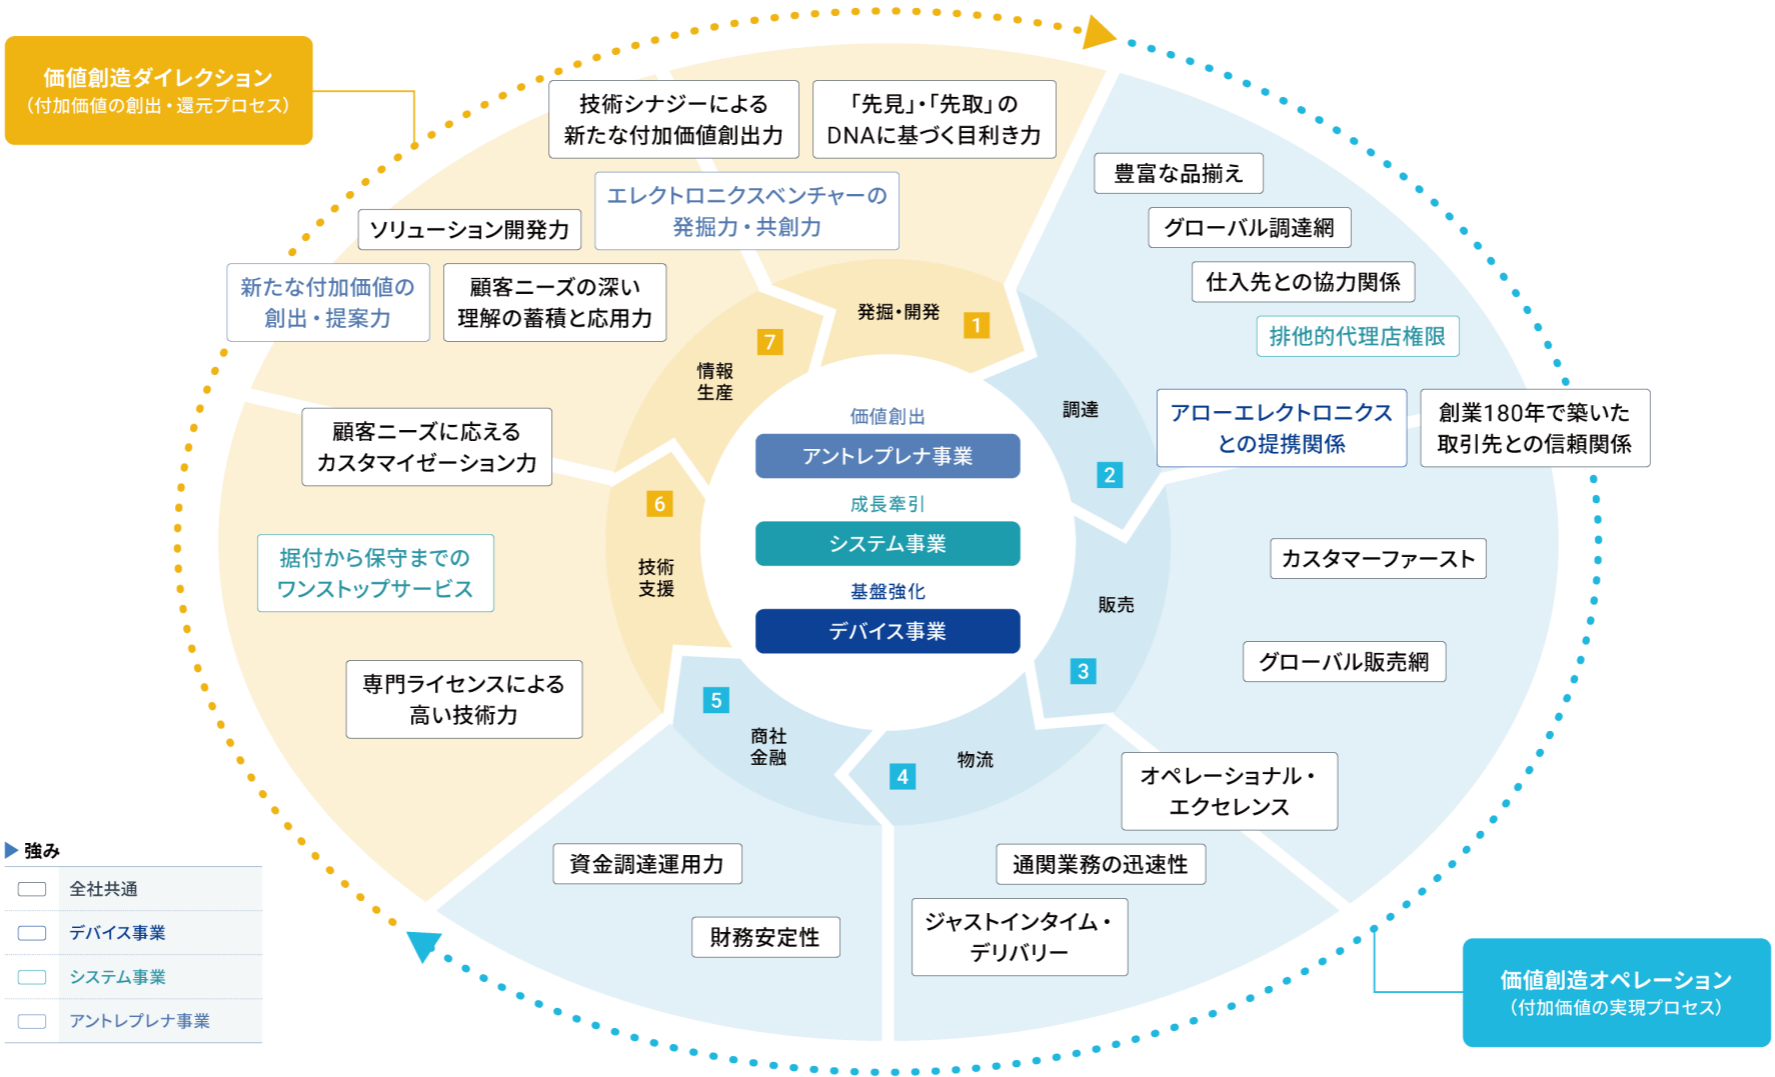 価値創造ダイレクション
(付加価値の創出・還元プロセス)
技術シナジーによる
新たな付加価値創出力
「先見」・「先取」の
DNAに基づく目利き力
エレクトロニクスベンチャーの
発掘力・共創力
ソリューション開発力
新たな付加価値の
創出・提案力
顧客ニーズの深い
理解の蓄積と応用力
発掘・開発
1
豊富な品揃え
グローバル調達網
仕入先との協力関係
排他的代理店権限
アローエレクトロニクス
との提携関係
創業180年で築いた
取引先との信頼関係
調達
2
7
情報
生産
価値創出
アントレプレナ事業
成長牽引
システム事業
基盤強化
デバイス事業
顧客ニーズに応える
カスタマイゼーション力
据付から保守までの
ワンストップサービス
専門ライセンスによる
高い技術力
6
技術
支援
カスタマーファースト
グローバル販売網
販売
3
5
商社
金融
4
物流
オペレーショナル・
エクセレンス
通関業務の迅速性
ジャストインタイム・
デリバリー
資金調達運用力
財務安定性
価値創造オペレーション
(付加価値の実現プロセス)
強み
全社共通
デバイス事業
システム事業
アントレプレナ事業